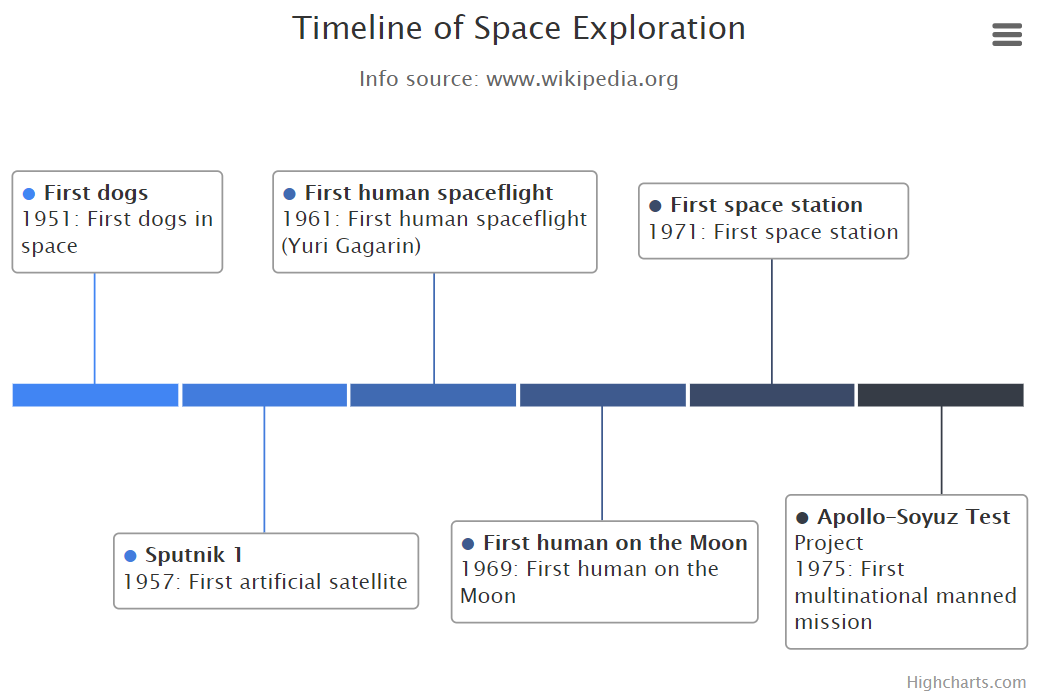 Timeline of Space Exploration
Info source: www.wikipedia.org
● First dogs
1951: First dogs in
space
● First human spaceflight
1961: First human spaceflight
(Yuri Gagarin)
● First space station
1971: First space station
● Sputnik 1
1957: First artificial satellite
● First human on the Moon
1969: First human on the
Moon
● Apollo-Soyuz Test
Project
1975: First
multinational manned
mission
Highcharts.com